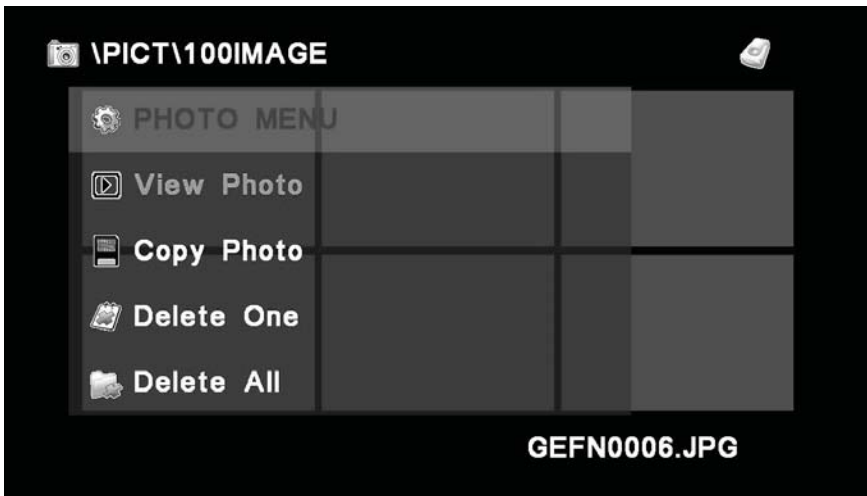 \PICT\100IMAGE
PHOTO MENU
View Photo
Copy Photo
Delete One
Delete All
GEFN0006.JPG